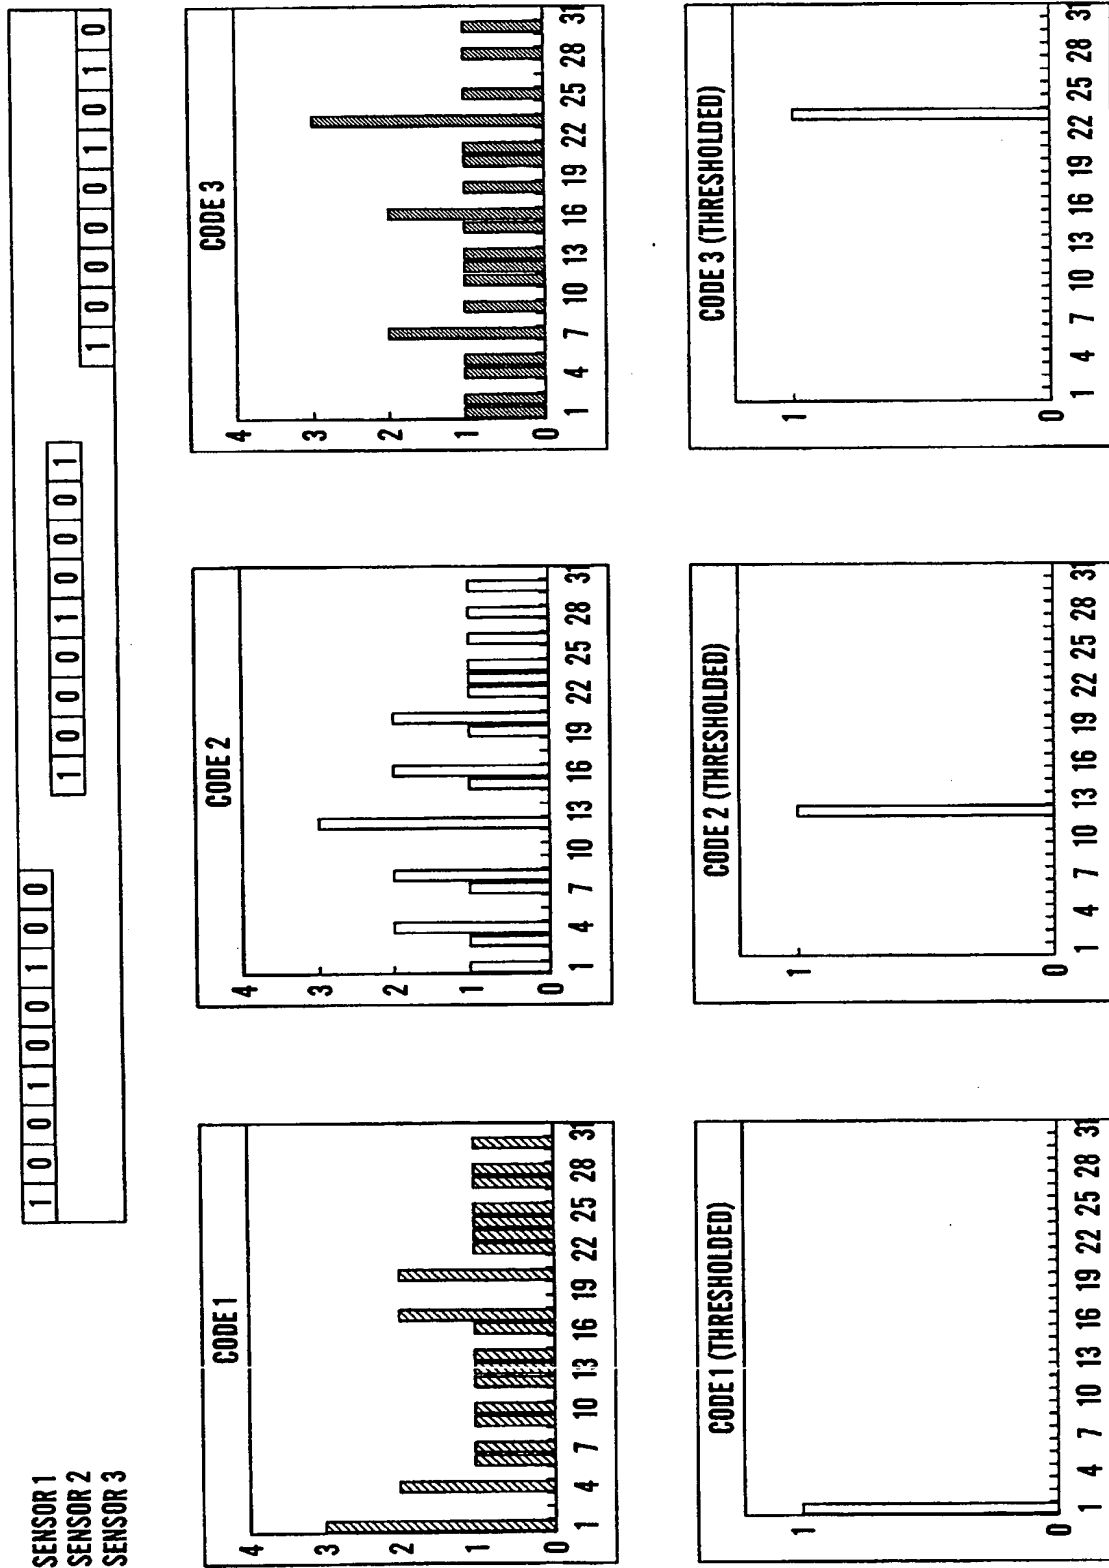 SENSOR 1 1 0 0 1 0 0 1 0 0
SENSOR 2 1 0 0 0 1 0 0 0 1
SENSOR 3 1 0 0 0 0 1 0 1 0
CODE 1
4
3
2
1
0
1 4 7 10 13 16 19 22 25 28 31
CODE 2
4
3
2
1
0
1 4 7 10 13 16 19 22 25 28 31
CODE 3
4
3
2
1
0
1 4 7 10 13 16 19 22 25 28 31
CODE 1 (THRESHOLDED)
1
0
1 4 7 10 13 16 19 22 25 28 31
CODE 2 (THRESHOLDED)
1
0
1 4 7 10 13 16 19 22 25 28 31
CODE 3 (THRESHOLDED)
1
0
1 4 7 10 13 16 19 22 25 28 31